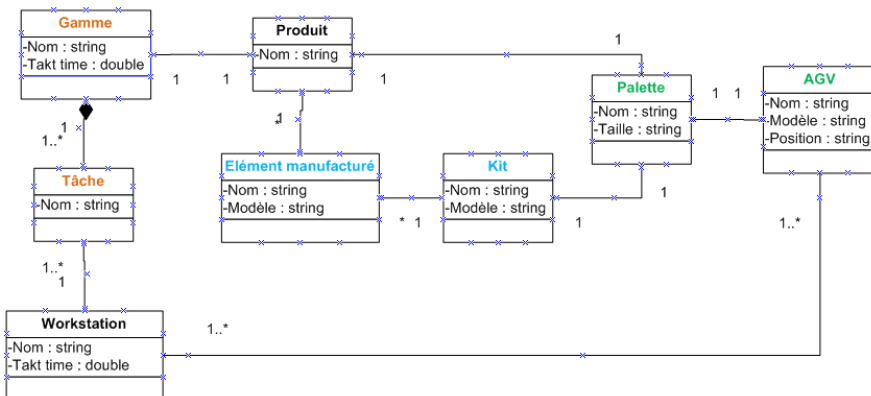 Gamme
-Nom : string
-Takt time : double
Produit
-Nom : string
1
1
1
1
Palette
-Nom : string
-Taille : string
1
1
AGV
-Nom : string
-Modèle : string
-Position : string
1
1..*
*
1
Tâche
-Nom : string
Elément manufacturé
-Nom : string
-Modèle : string
*
1
Kit
-Nom : string
-Modèle : string
1
1
1..*
1..*
1
Workstation
-Nom : string
-Takt time : double
1..*